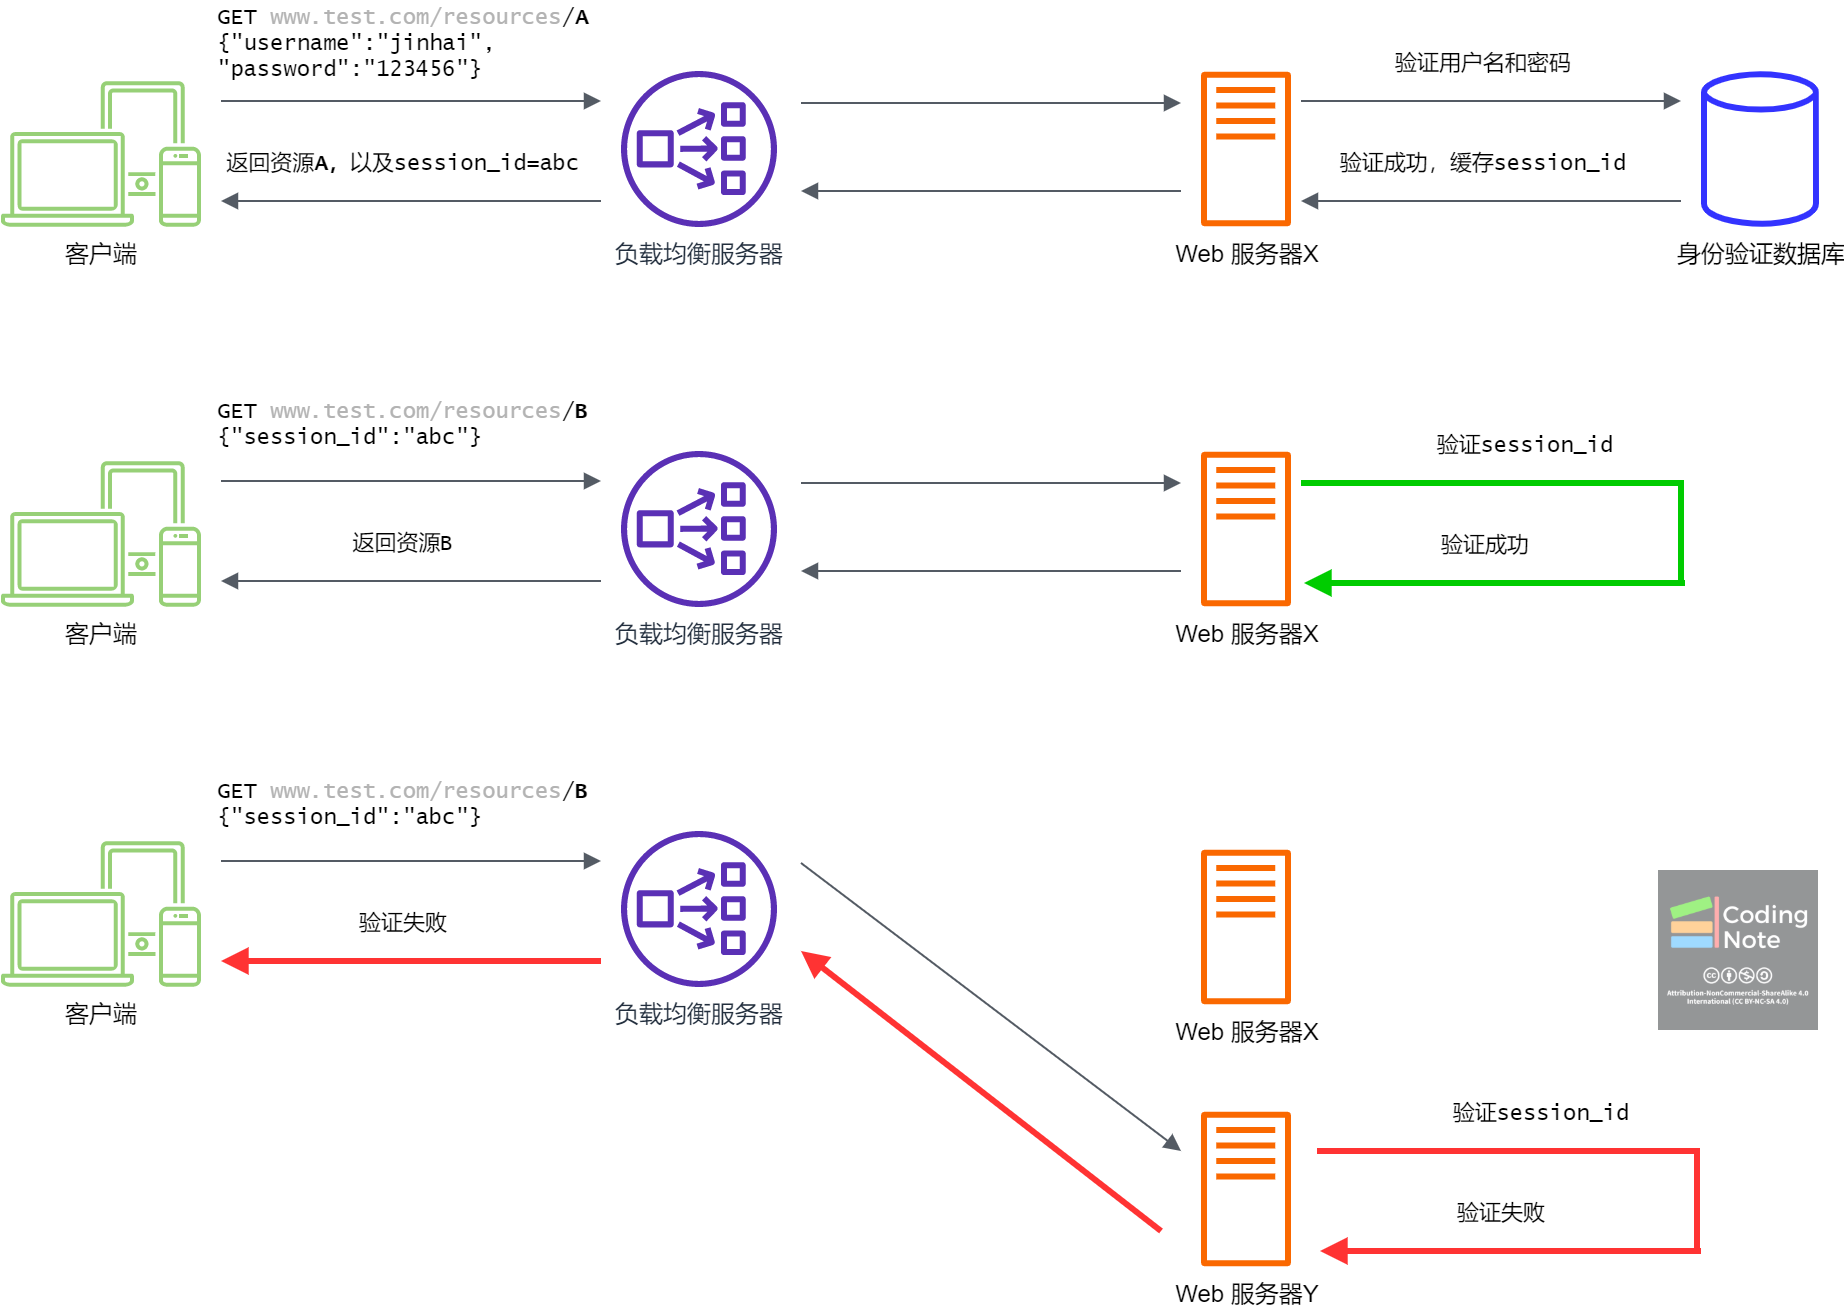 GET www.test.com/resources/A
{"username":"jinhai",
"password":"123456"}
验证用户名和密码
返回资源A，以及session_id=abc
验证成功，缓存session_id
客户端
负载均衡服务器
Web 服务器X
身份验证数据库
GET www.test.com/resources/B
{"session_id":"abc"}
验证session_id
返回资源B
验证成功
客户端
负载均衡服务器
Web 服务器X
GET www.test.com/resources/B
{"session_id":"abc"}
验证失败
客户端
负载均衡服务器
Web 服务器X
Coding
Note
cc
Attribution-NonCommercial-ShareAlike 4.0
International (CC BY-NC-SA 4.0)
验证session_id
验证失败
Web 服务器Y